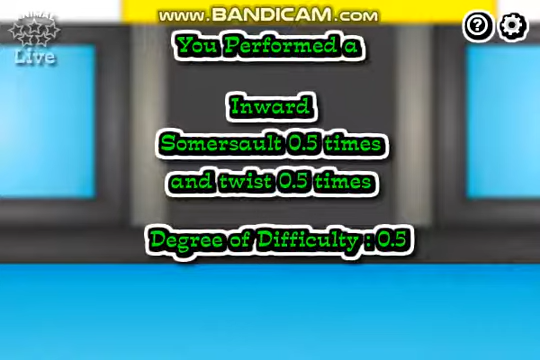 www.BANDICAM.com
ANIMAL
Live
You Performed a
Inward
Somersault 0.5 times
and twist 0.5 times
Degree of Difficulty : 0.5
?